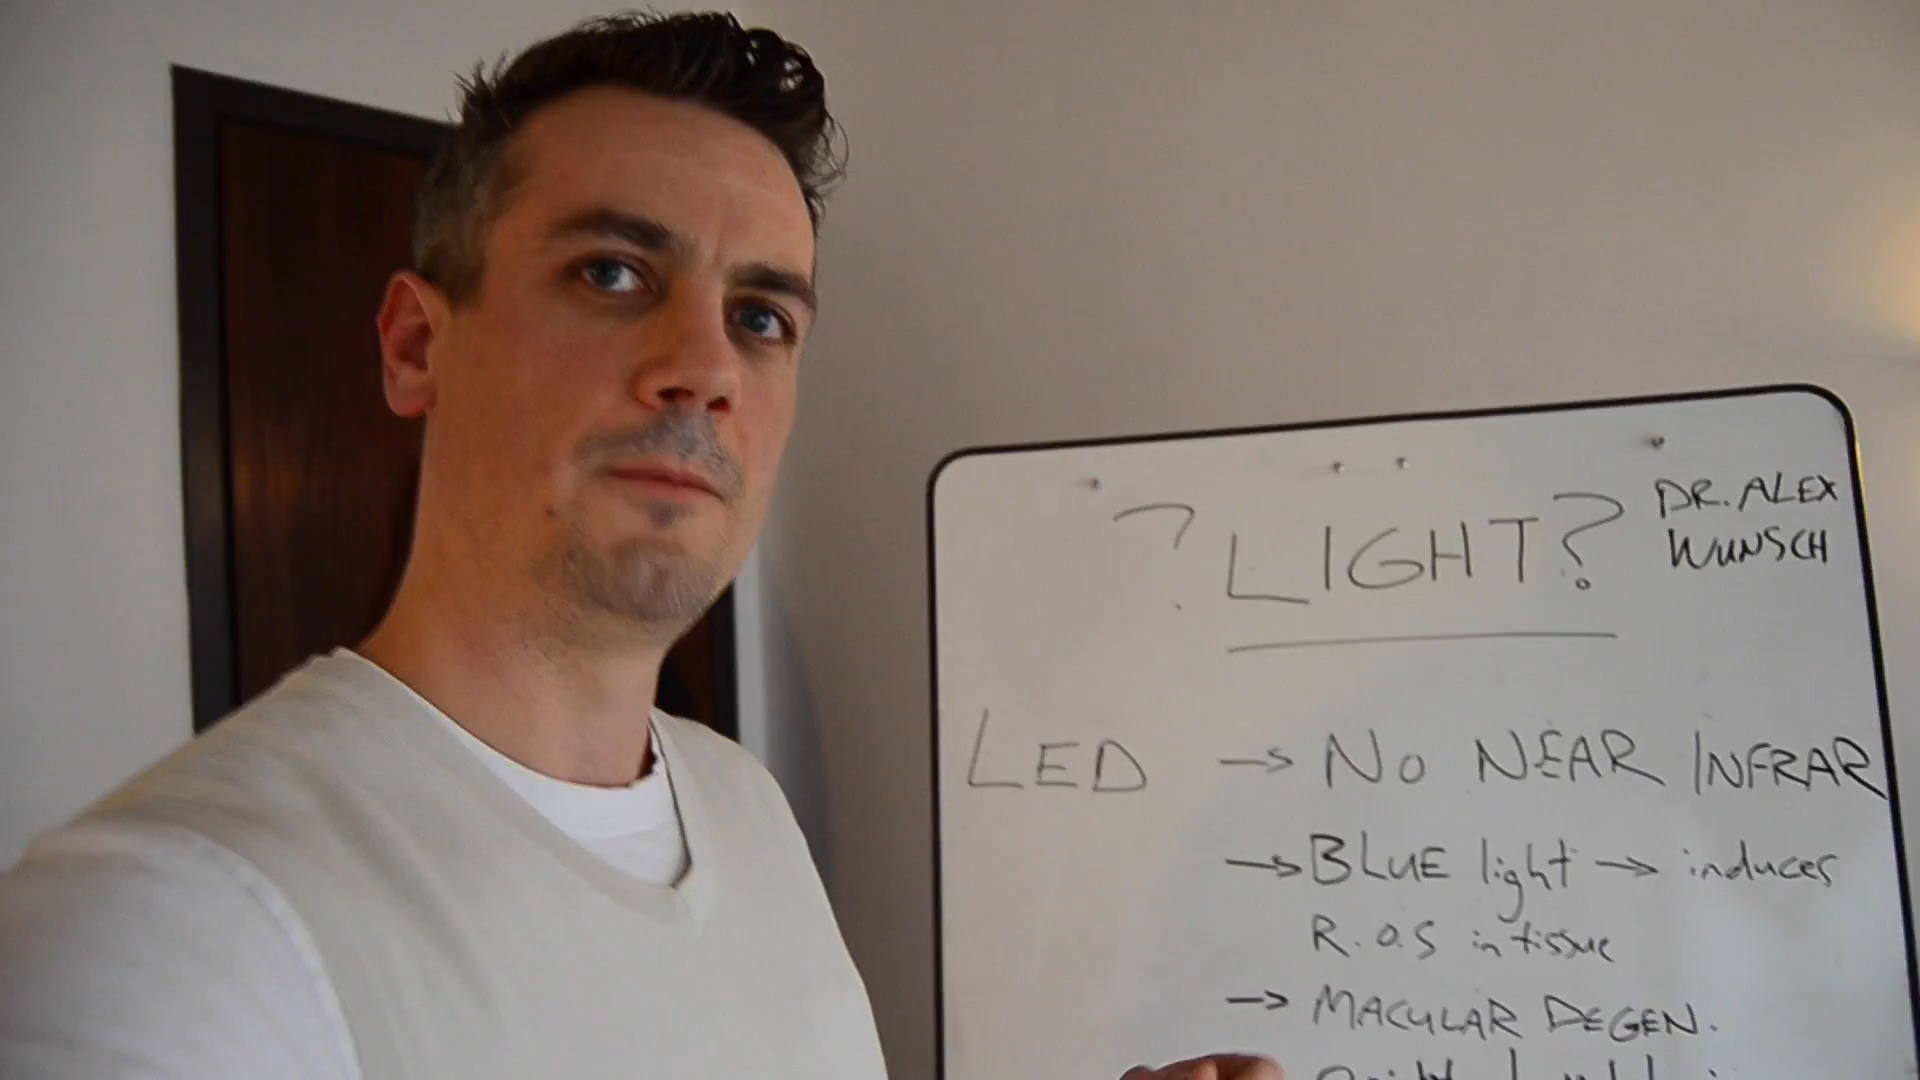 ? LIGHT?
DR. ALEX
WUNSCH
LED → NO NEAR INFRAR
→ BLUE light → induces
R.O.S in tissue
→ MACULAR DEGEN.